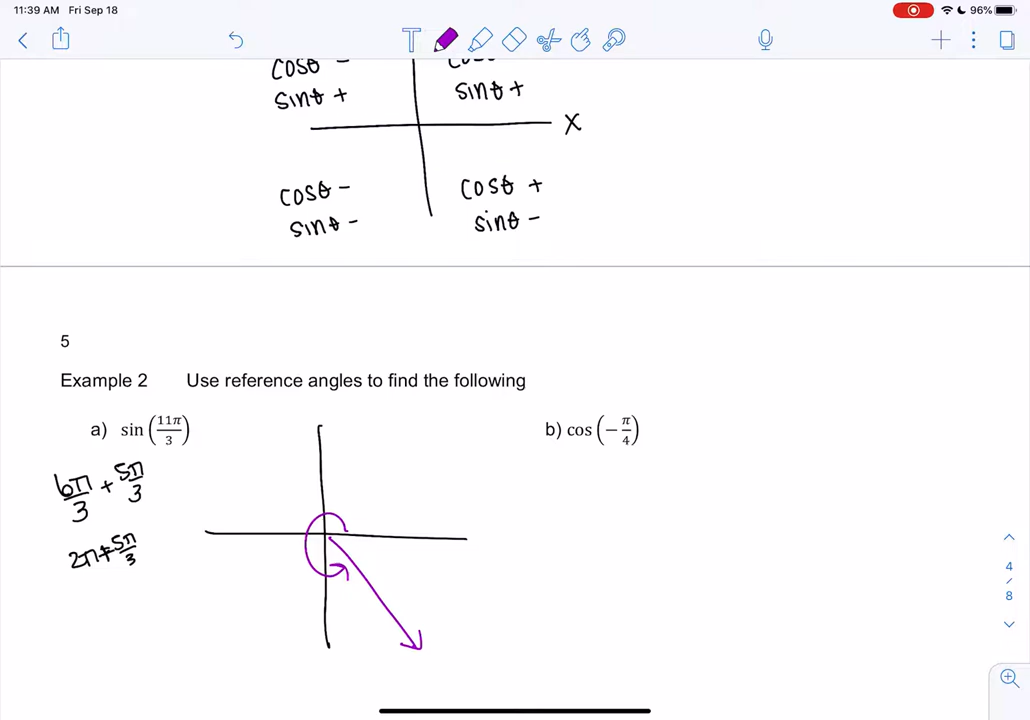 11:39 AM Fri Sep 18
96%
cosθ −
sinθ +
sinθ +
X
cosθ −
sinθ −
cosθ +
sinθ −
5
Example 2 Use reference angles to find the following
a) sin (11π/3)
b) cos (−π/4)
6π/3 + 5π/3
2π + 5π/3
4
/
8